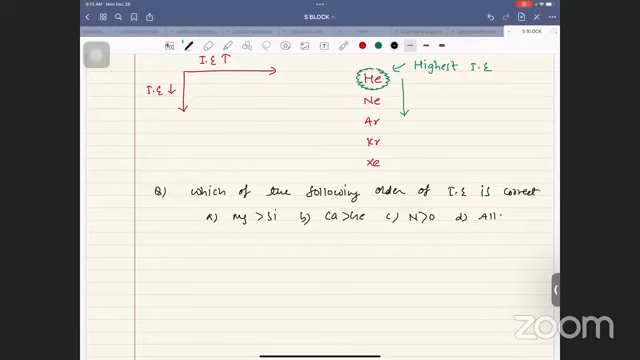 9:15 AM Mon Dec 28
S BLOCK
S BLOCK
I.E ↑
I.E ↓
He
Highest I.E
Ne
Ar
Kr
Xe
Q) which of the following order of I.E is correct
a) Mg > Si b) Ca > Ge c) N > O d) All.
zoom